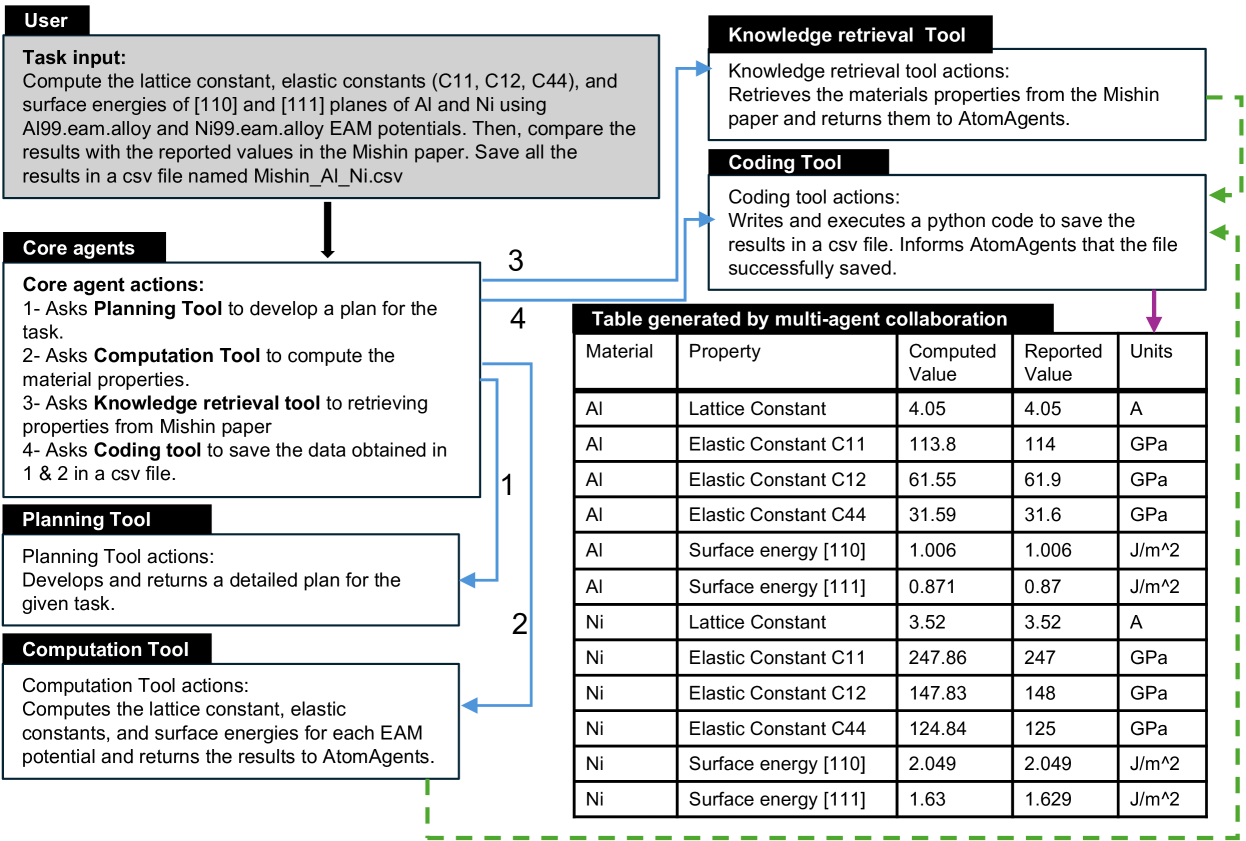 User
Task input:
Compute the lattice constant, elastic constants (C11, C12, C44), and
surface energies of [110] and [111] planes of Al and Ni using
Al99.eam.alloy and Ni99.eam.alloy EAM potentials. Then, compare the
results with the reported values in the Mishin paper. Save all the
results in a csv file named Mishin_Al_Ni.csv
Core agents
Core agent actions:
1- Asks Planning Tool to develop a plan for the
task.
2- Asks Computation Tool to compute the
material properties.
3- Asks Knowledge retrieval tool to retrieving
properties from Mishin paper
4- Asks Coding tool to save the data obtained in
1 & 2 in a csv file.
Planning Tool
Planning Tool actions:
Develops and returns a detailed plan for the
given task.
Computation Tool
Computation Tool actions:
Computes the lattice constant, elastic
constants, and surface energies for each EAM
potential and returns the results to AtomAgents.
3
4
1
2
Knowledge retrieval Tool
Knowledge retrieval tool actions:
Retrieves the materials properties from the Mishin
paper and returns them to AtomAgents.
Coding Tool
Coding tool actions:
Writes and executes a python code to save the
results in a csv file. Informs AtomAgents that the file
successfully saved.
Table generated by multi-agent collaboration
Material Property Computed Value Reported Value Units
Al Lattice Constant 4.05 4.05 A
Al Elastic Constant C11 113.8 114 GPa
Al Elastic Constant C12 61.55 61.9 GPa
Al Elastic Constant C44 31.59 31.6 GPa
Al Surface energy [110] 1.006 1.006 J/m^2
Al Surface energy [111] 0.871 0.87 J/m^2
Ni Lattice Constant 3.52 3.52 A
Ni Elastic Constant C11 247.86 247 GPa
Ni Elastic Constant C12 147.83 148 GPa
Ni Elastic Constant C44 124.84 125 GPa
Ni Surface energy [110] 2.049 2.049 J/m^2
Ni Surface energy [111] 1.63 1.629 J/m^2